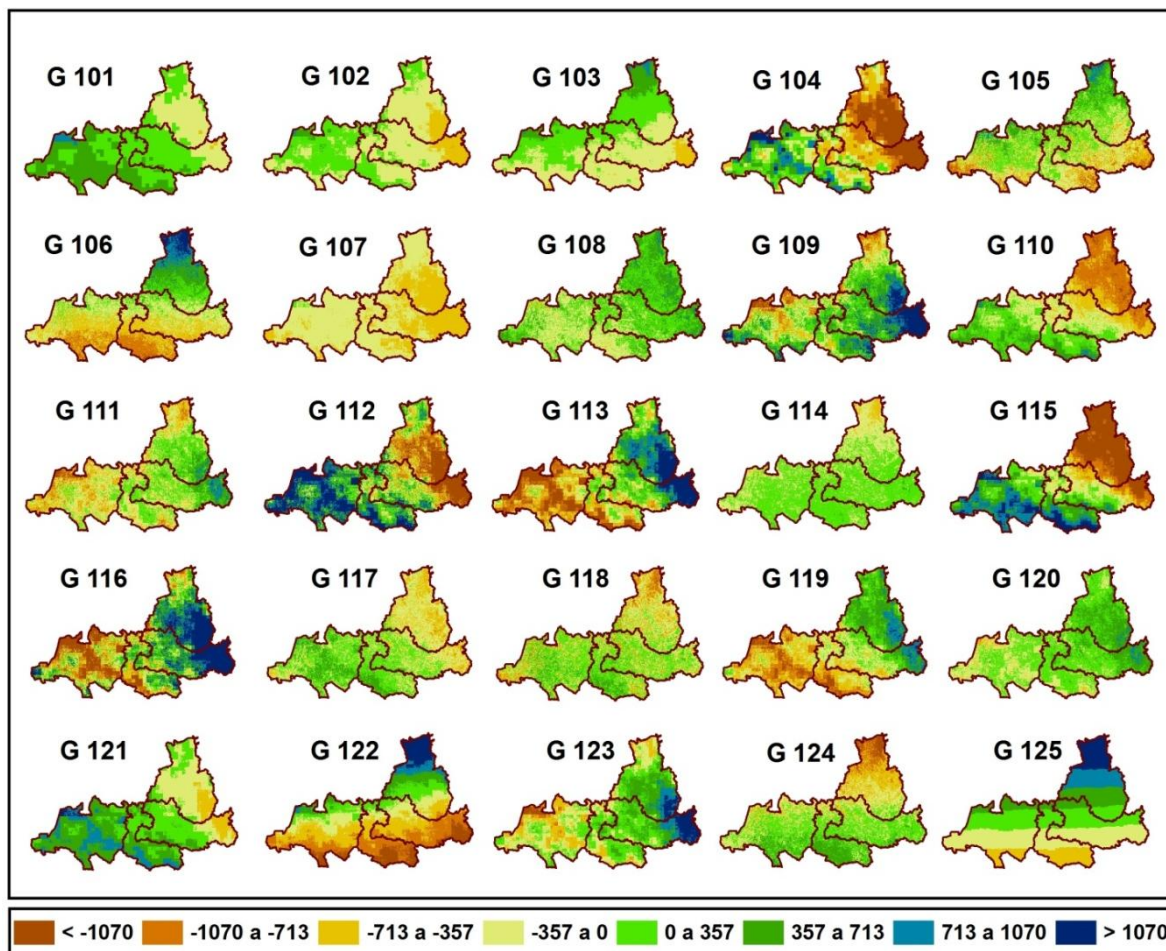 G 101 G 102 G 103 G 104 G 105
G 106 G 107 G 108 G 109 G 110
G 111 G 112 G 113 G 114 G 115
G 116 G 117 G 118 G 119 G 120
G 121 G 122 G 123 G 124 G 125
< -1070 -1070 a -713 -713 a -357 -357 a 0 0 a 357 357 a 713 713 a 1070 > 1070